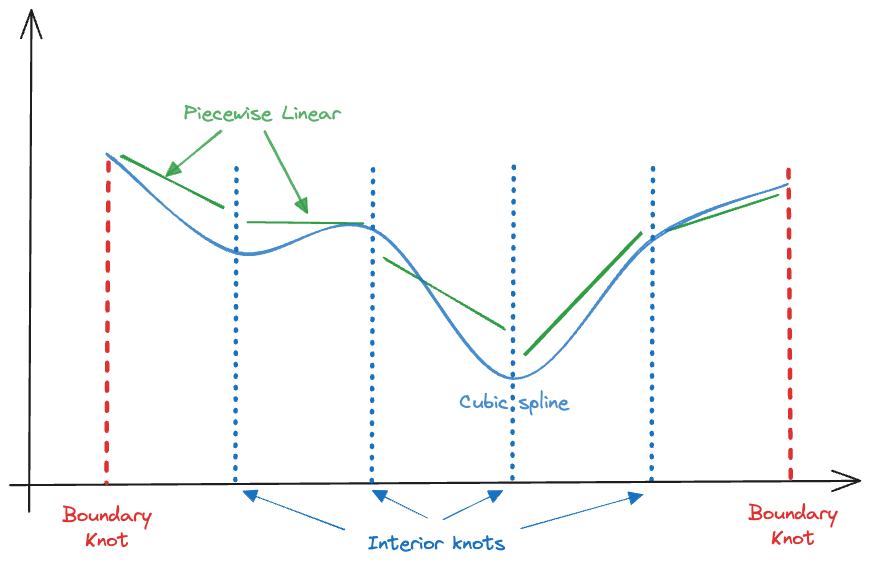 Piecewise Linear
Cubic spline
Boundary
Knot
Interior knots
Boundary
Knot